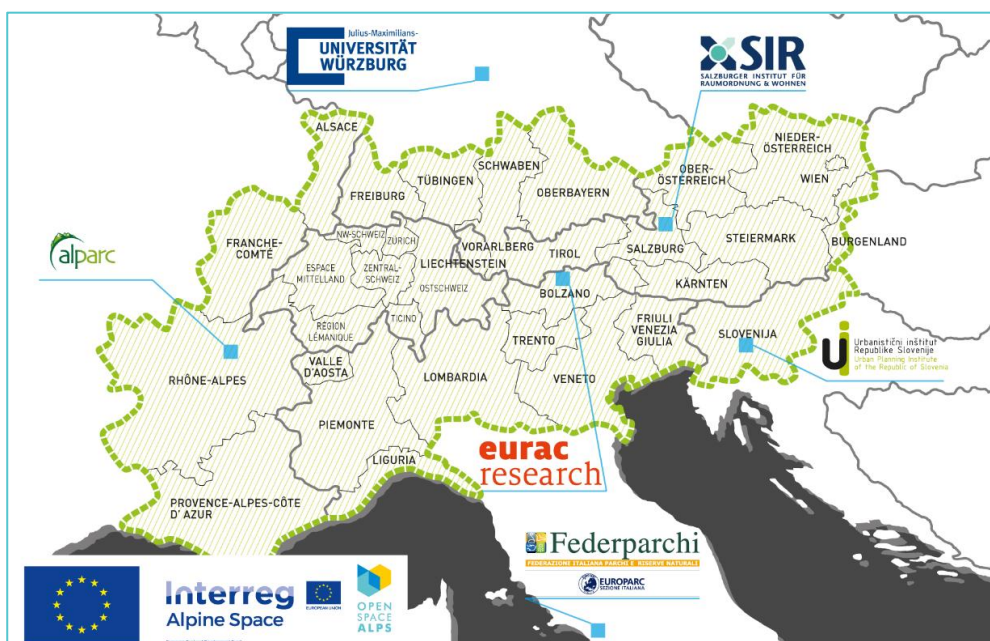 Julius-Maximilians-
UNIVERSITÄT
WÜRZBURG
SIR
SALZBURGER INSTITUT FÜR
RAUMORDNUNG & WOHNEN
ALSACE
NIEDER-
ÖSTERREICH
SCHWABEN
TÜBINGEN
OBER-
ÖSTERREICH
WIEN
FREIBURG
OBERBAYERN
alparc
FRANCHE-
COMTÉ
NW-SCHWEIZ
ZÜRICH
VORARLBERG
TIROL
SALZBURG
STEIERMARK
BURGENLAND
LIECHTENSTEIN
ESPACE
MITTELLAND
ZENTRAL-
SCHWEIZ
OSTSCHWEIZ
KÄRNTEN
BOLZANO
RÉGION
LÉMANIQUE
TICINO
TRENTO
FRIULI
VENEZIA
GIULIA
SLOVENIJA
Urbanistični inštitut
Republike Slovenije
Urban Planning Institute
of the Republic of Slovenia
RHÔNE-ALPES
VALLE
D'AOSTA
LOMBARDIA
VENETO
PIEMONTE
LIGURIA
eurac
research
PROVENCE-ALPES-CÔTE
D' AZUR
Federparchi
FEDERAZIONE ITALIANA PARCHI E RISERVE NATURALI
EUROPARC
SEZIONE ITALIANA
Interreg
Alpine Space
EUROPEAN UNION
OPEN
SPACE
ALPS